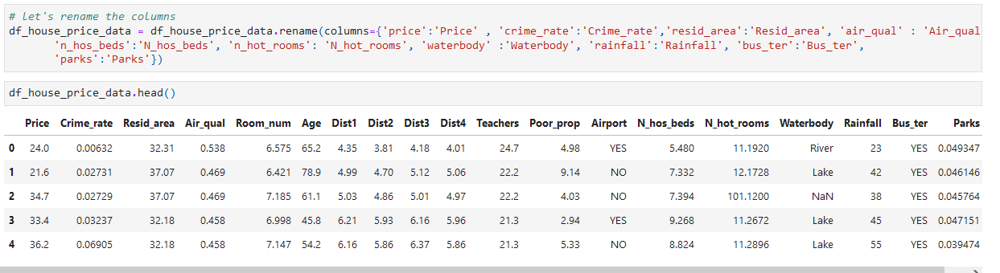 # let's rename the columns
df_house_price_data = df_house_price_data.rename(columns={'price':'Price' , 'crime_rate':'Crime_rate','resid_area':'Resid_area', 'air_qual' : 'Air_qual
'n_hos_beds':'N_hos_beds', 'n_hot_rooms': 'N_hot_rooms', 'waterbody' :'Waterbody', 'rainfall':'Rainfall', 'bus_ter':'Bus_ter',
'parks':'Parks'})
df_house_price_data.head()
Price Crime_rate Resid_area Air_qual Room_num Age Dist1 Dist2 Dist3 Dist4 Teachers Poor_prop Airport N_hos_beds N_hot_rooms Waterbody Rainfall Bus_ter Parks
0 24.0 0.00632 32.31 0.538 6.575 65.2 4.35 3.81 4.18 4.01 24.7 4.98 YES 5.480 11.1920 River 23 YES 0.049347
1 21.6 0.02731 37.07 0.469 6.421 78.9 4.99 4.70 5.12 5.06 22.2 9.14 NO 7.332 12.1728 Lake 42 YES 0.046146
2 34.7 0.02729 37.07 0.469 7.185 61.1 5.03 4.86 5.01 4.97 22.2 4.03 NO 7.394 101.1200 NaN 38 YES 0.045764
3 33.4 0.03237 32.18 0.458 6.998 45.8 6.21 5.93 6.16 5.96 21.3 2.94 YES 9.268 11.2672 Lake 45 YES 0.047151
4 36.2 0.06905 32.18 0.458 7.147 54.2 6.16 5.86 6.37 5.86 21.3 5.33 NO 8.824 11.2896 Lake 55 YES 0.039474